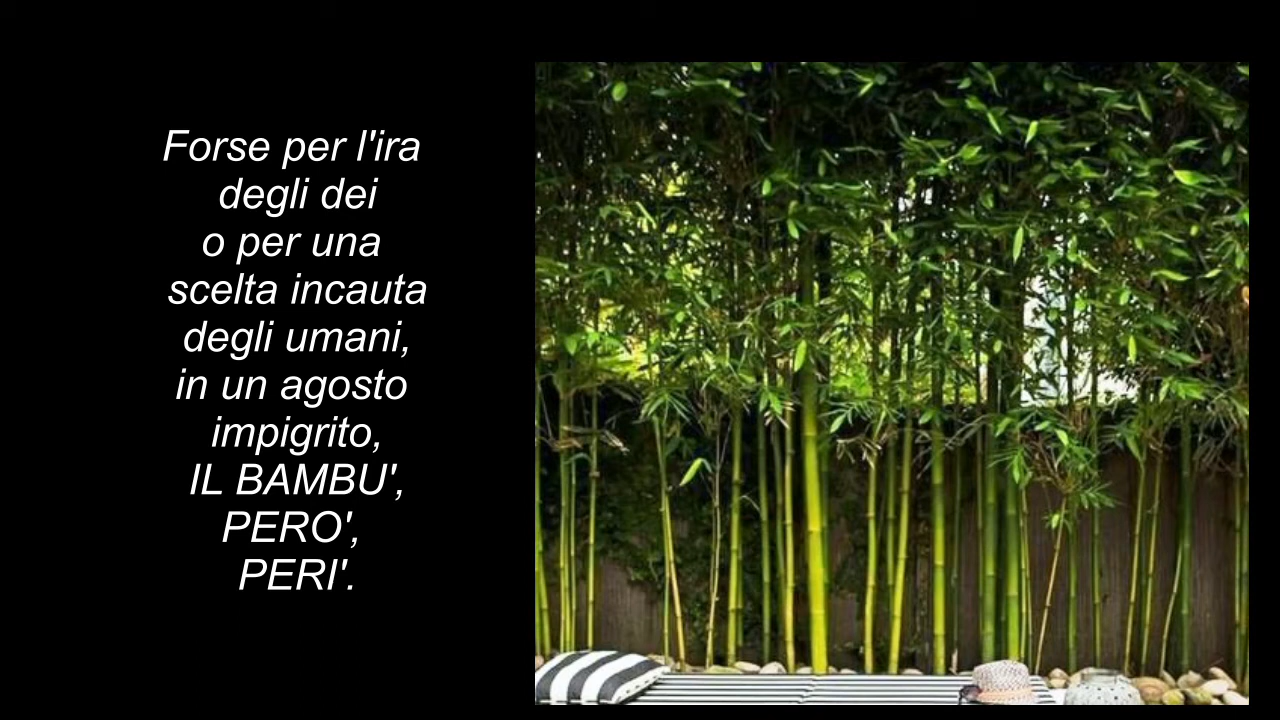 Forse per l'ira
degli dei
o per una
scelta incauta
degli umani,
in un agosto
impigrito,
IL BAMBU',
PERO',
PERI'.